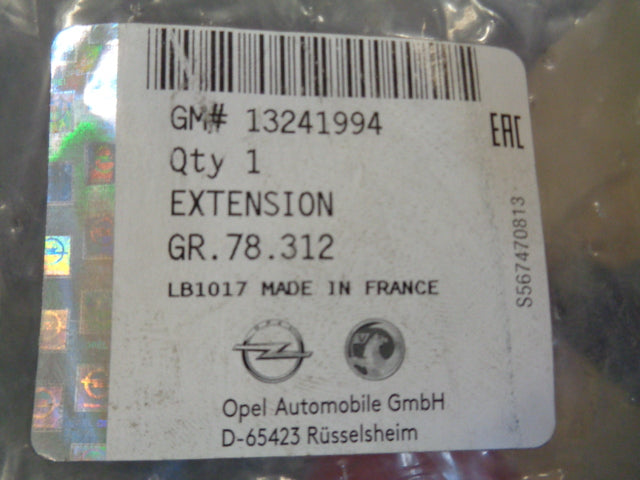 GM# 13241994
EAC
Qty 1
EXTENSION
GR.78.312
LB1017 MADE IN FRANCE
S567470813
Opel Automobile GmbH
D-65423 Rüsselsheim